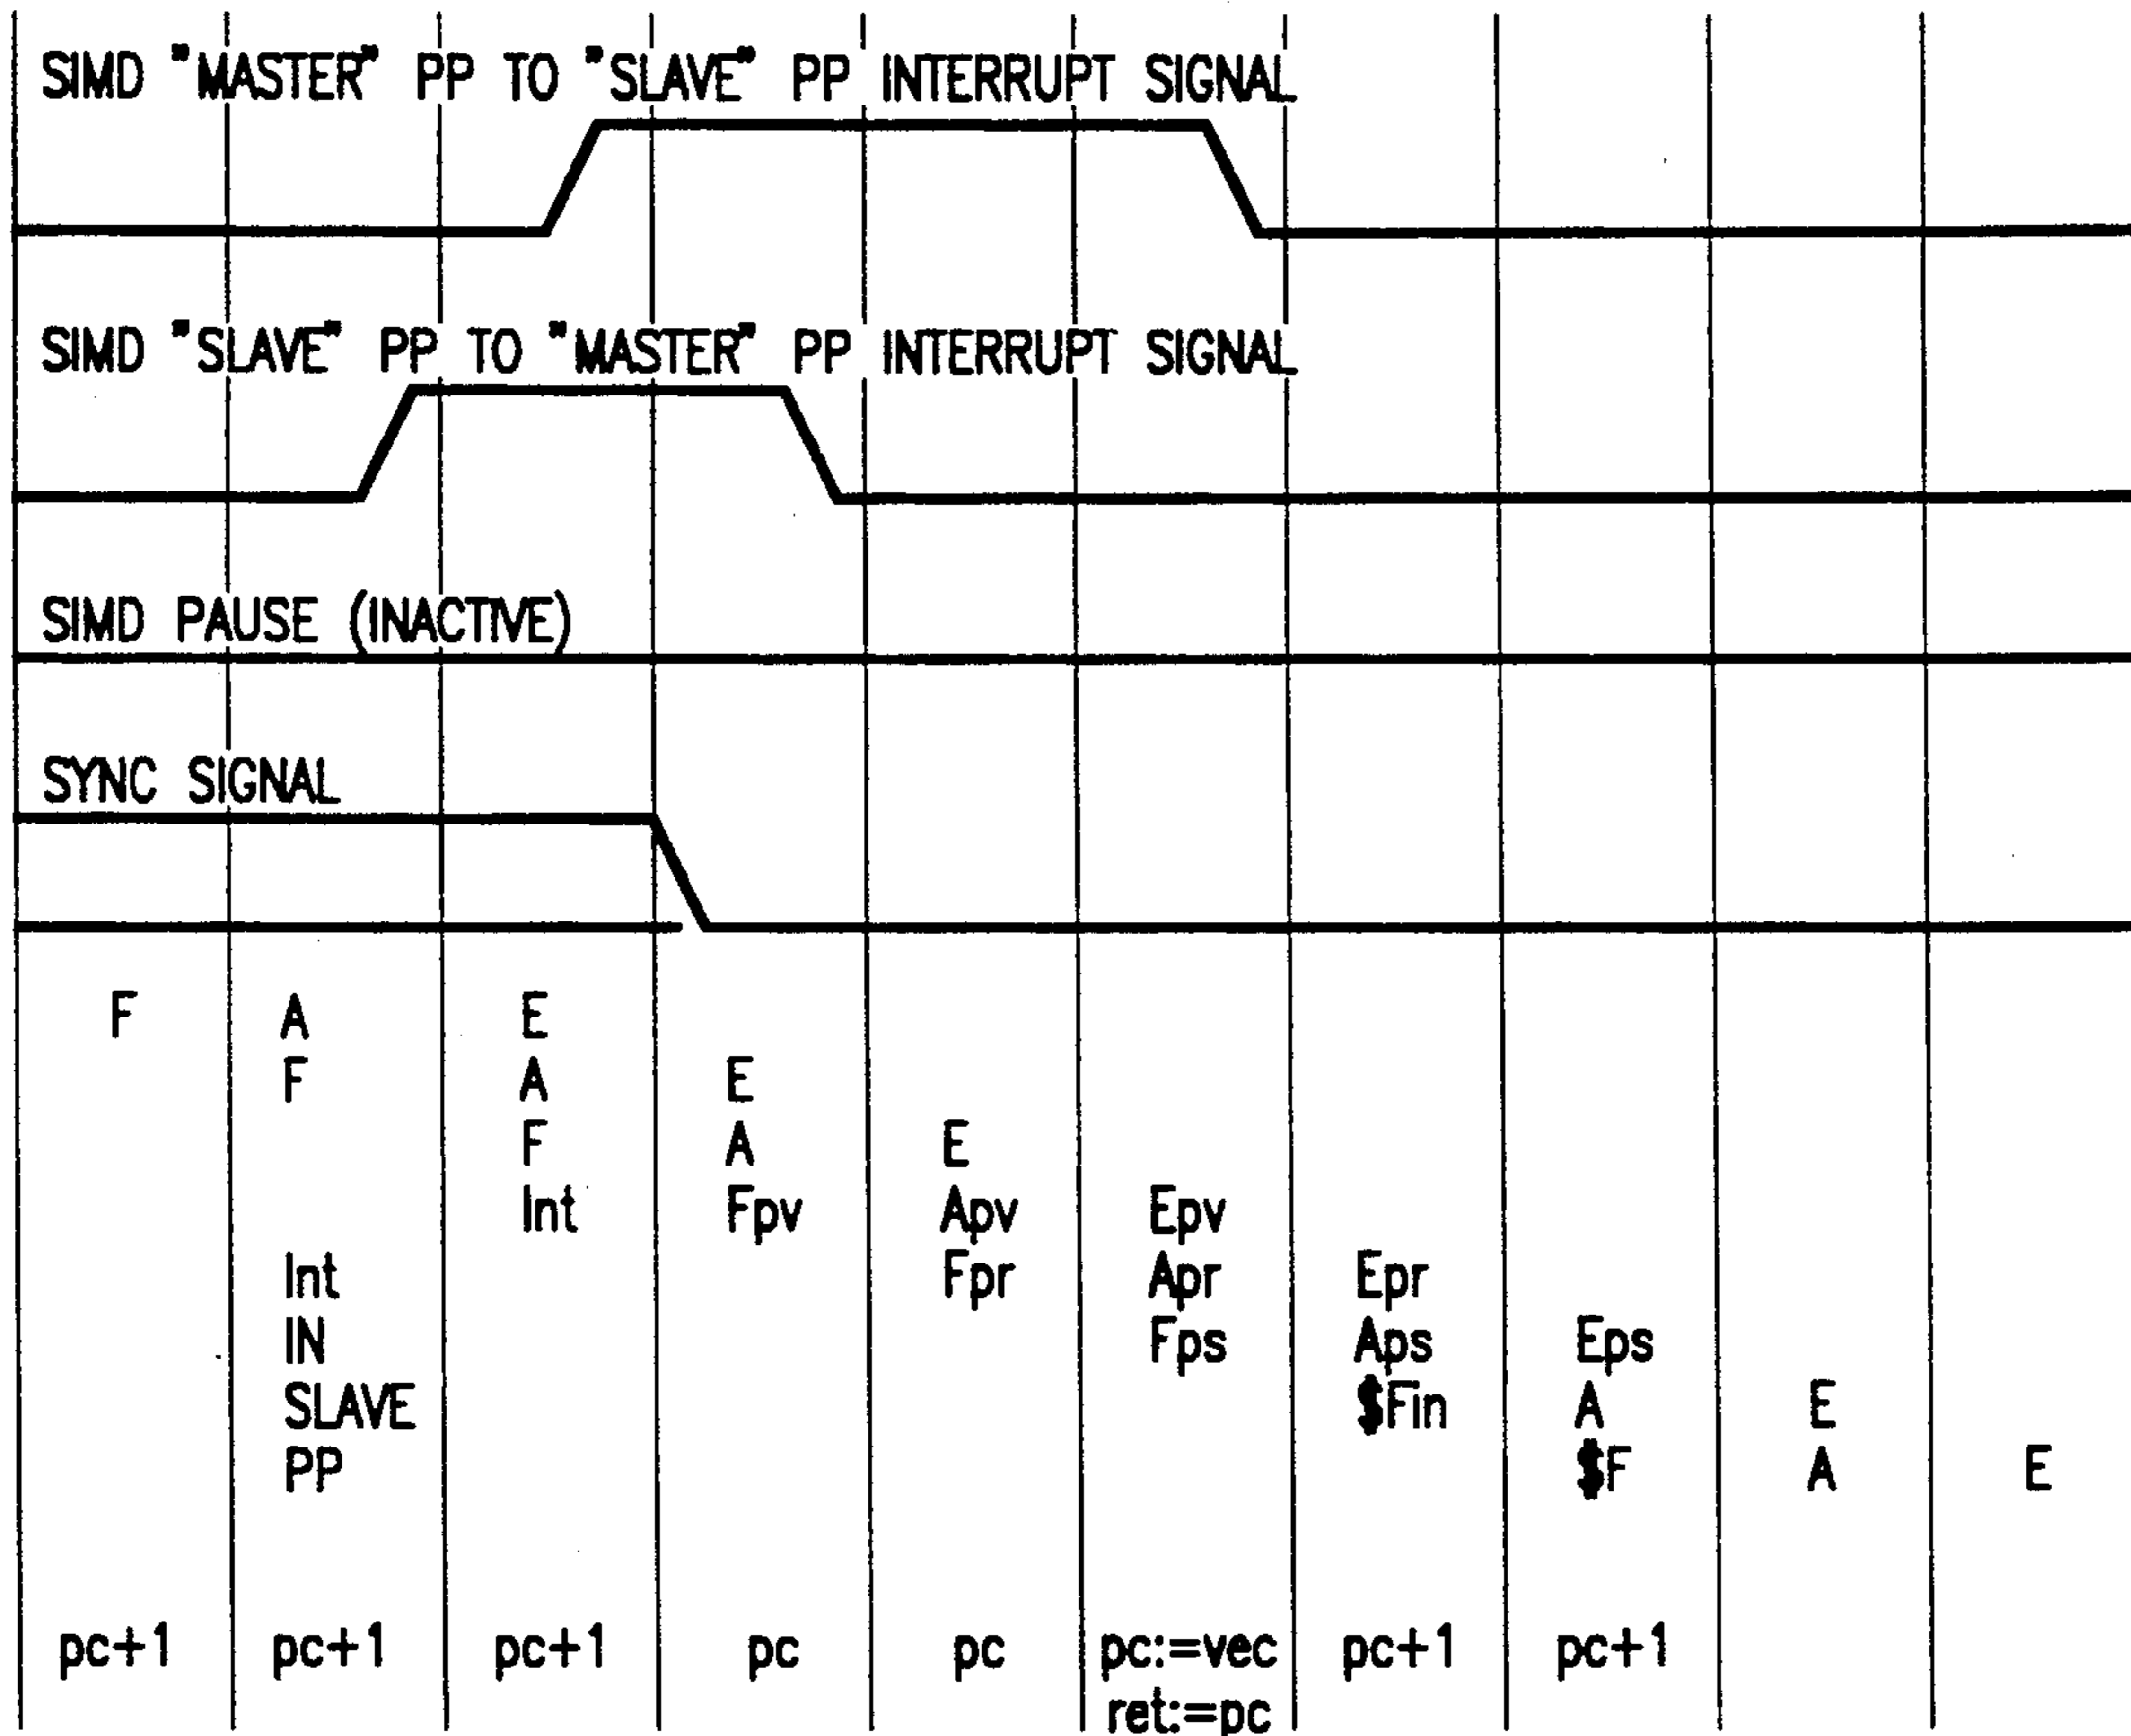 SIMD "MASTER" PP TO "SLAVE" PP INTERRUPT SIGNAL
SIMD "SLAVE" PP TO "MASTER" PP INTERRUPT SIGNAL
SIMD PAUSE (INACTIVE)
SYNC SIGNAL
F A E
F A E
F A E
Int Fpv Apv Epv
Int Fpr Apr Epr
IN Fps Aps Eps
SLAVE $Fin A E
PP $F A E
pc+1 pc+1 pc+1 pc pc pc:=vec pc+1 pc+1
ret:=pc